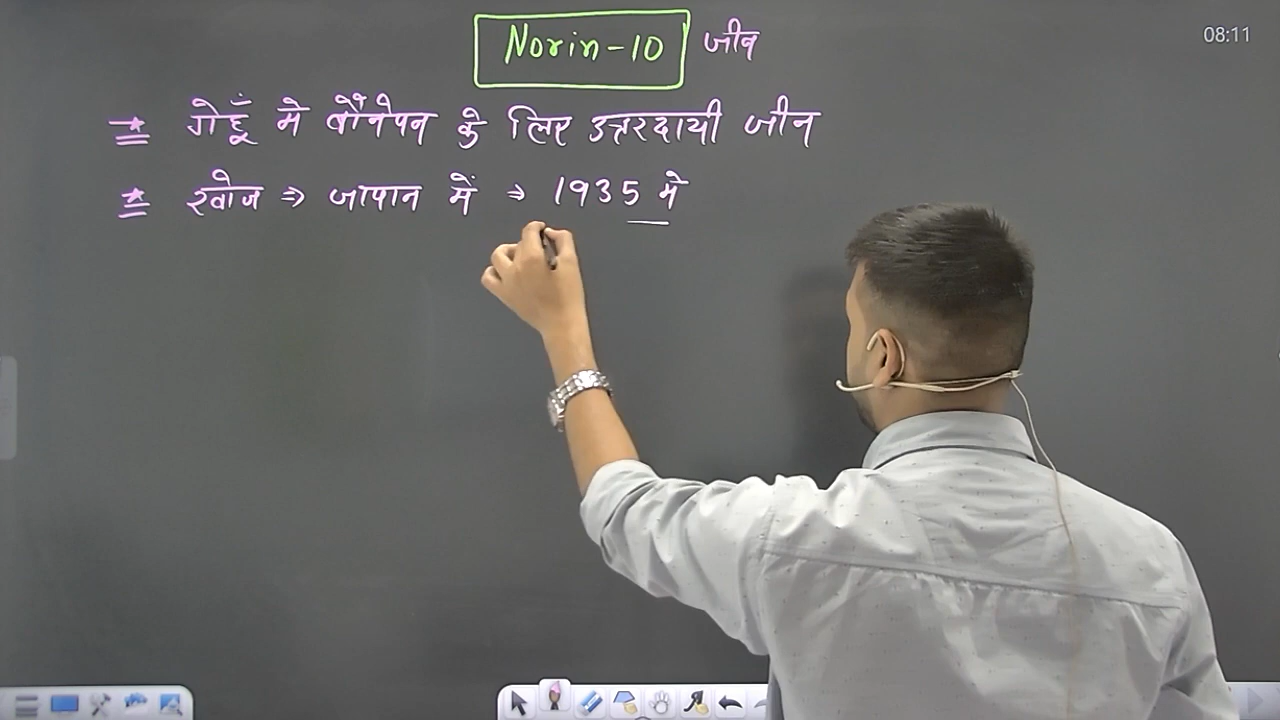 Norin-10 जीन
08:11
गेहूँ मे बौनेपन के लिए उत्तरदायी जीन
खोज ⇒ जापान में ⇒ 1935 मे